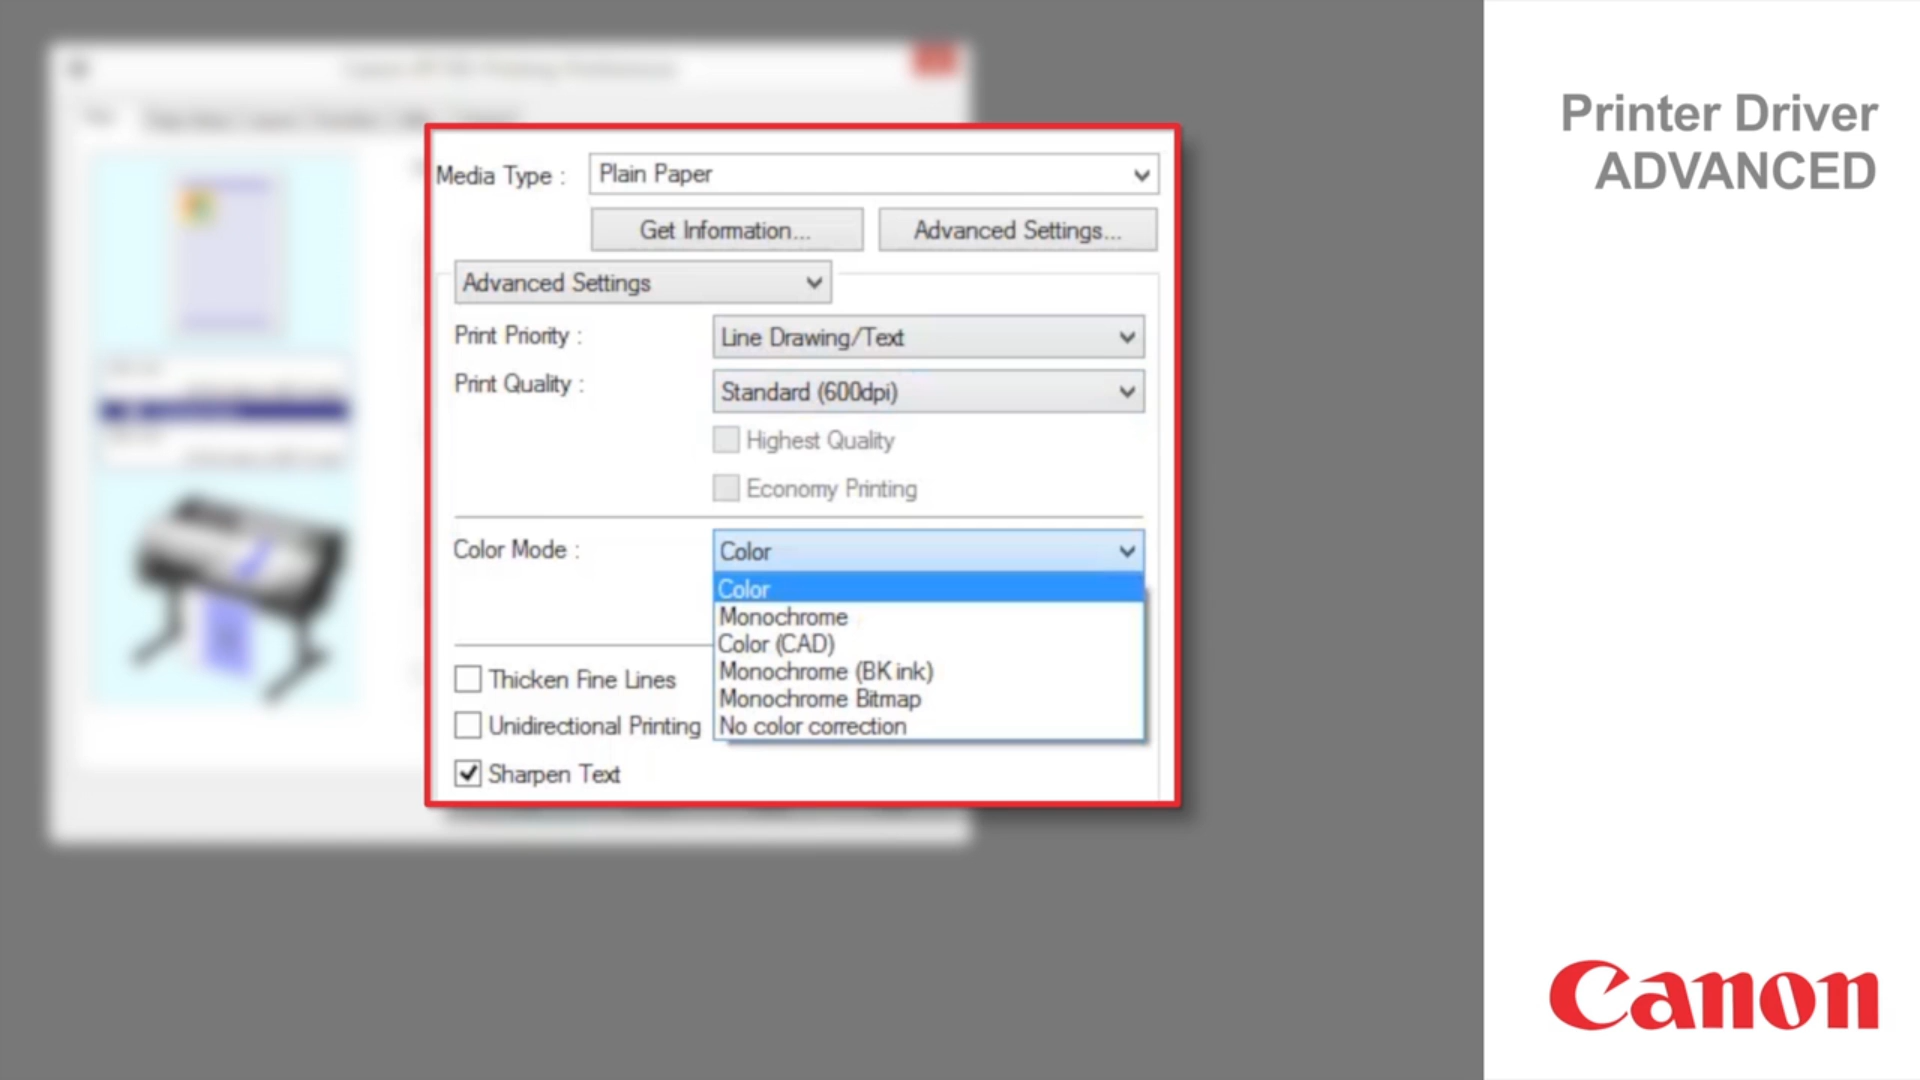 Printer Driver
ADVANCED
Media Type : Plain Paper
Get Information... Advanced Settings...
Advanced Settings
Print Priority : Line Drawing/Text
Print Quality : Standard (600dpi)
Highest Quality
Economy Printing
Color Mode : Color
Color
Monochrome
Color (CAD)
Monochrome (BK ink)
Monochrome Bitmap
No color correction
Thicken Fine Lines
Unidirectional Printing
Sharpen Text
Canon